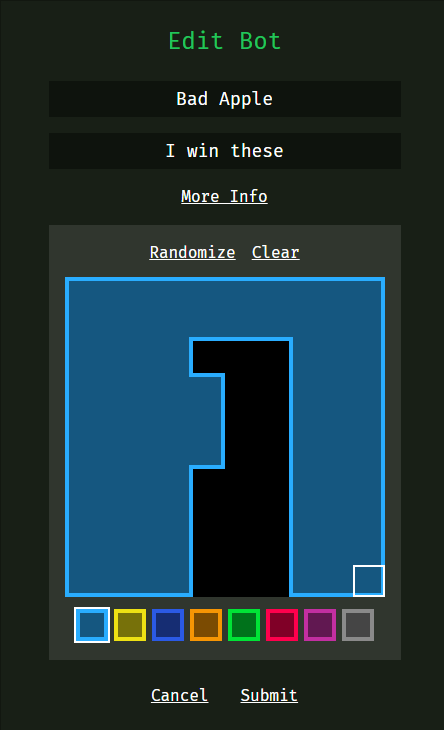 Edit Bot
Bad Apple
I win these
More Info
Randomize Clear
Cancel Submit